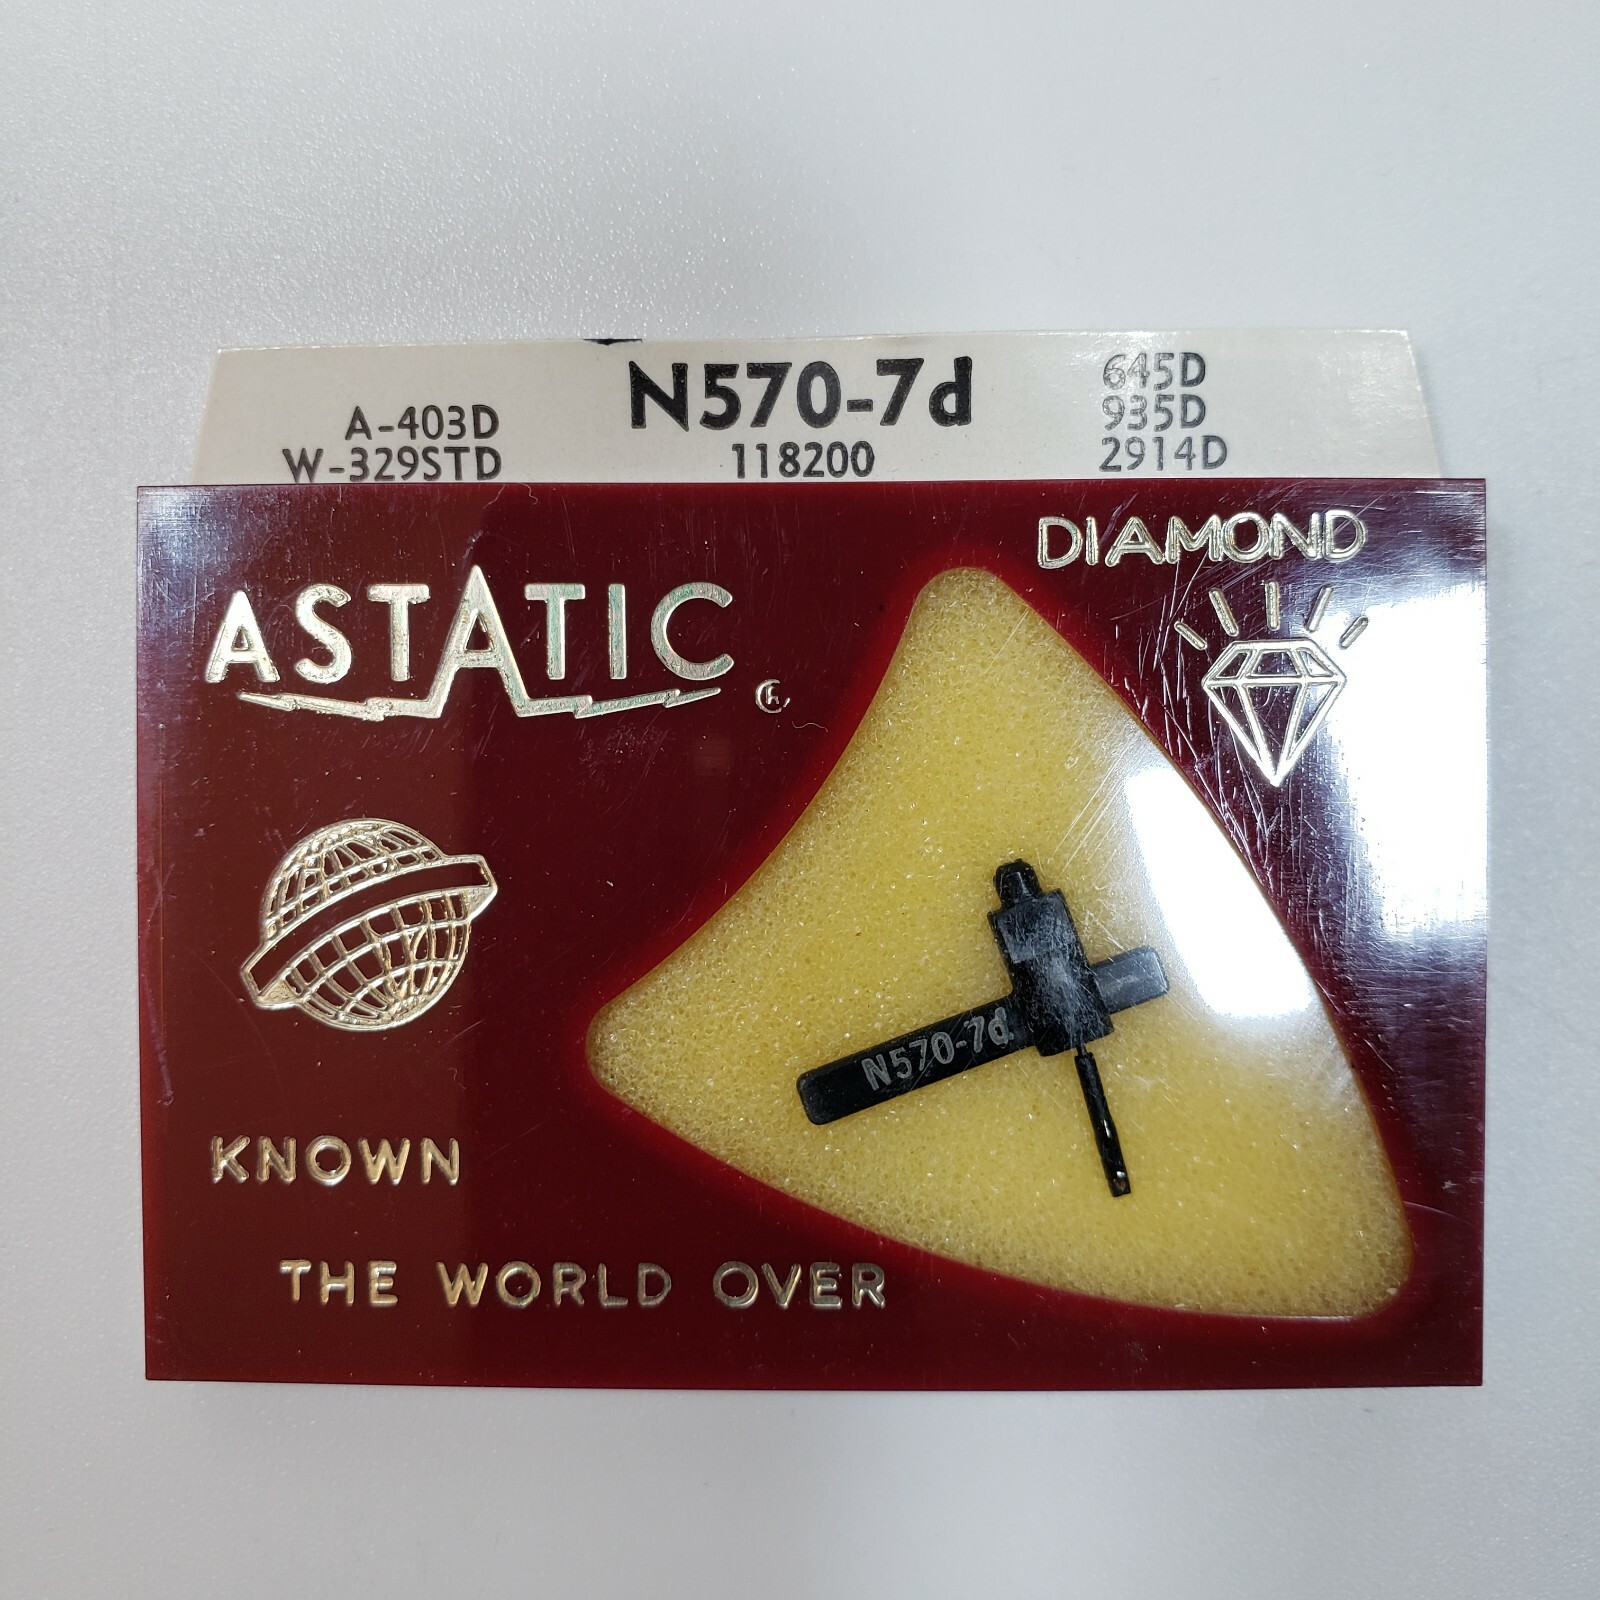 N570-7d
A-403D
W-329STD
118200
645D
935D
2914D
DIAMOND
ASTATIC
®
N570-7d
KNOWN
THE WORLD OVER